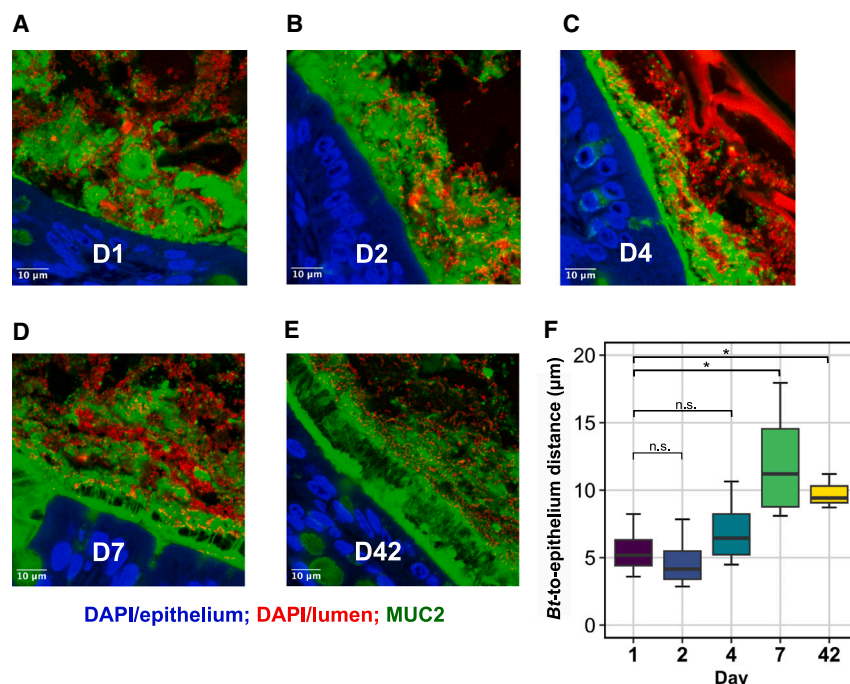 A
B
C
D1
10 µm
D2
10 µm
D4
10 µm
D
E
F
D7
10 µm
D42
10 µm
DAPI/epithelium; DAPI/lumen; MUC2
Bt-to-epithelium distance (µm)
20
15
10
5
0
*
*
n.s.
n.s.
1 2 4 7 42
Day